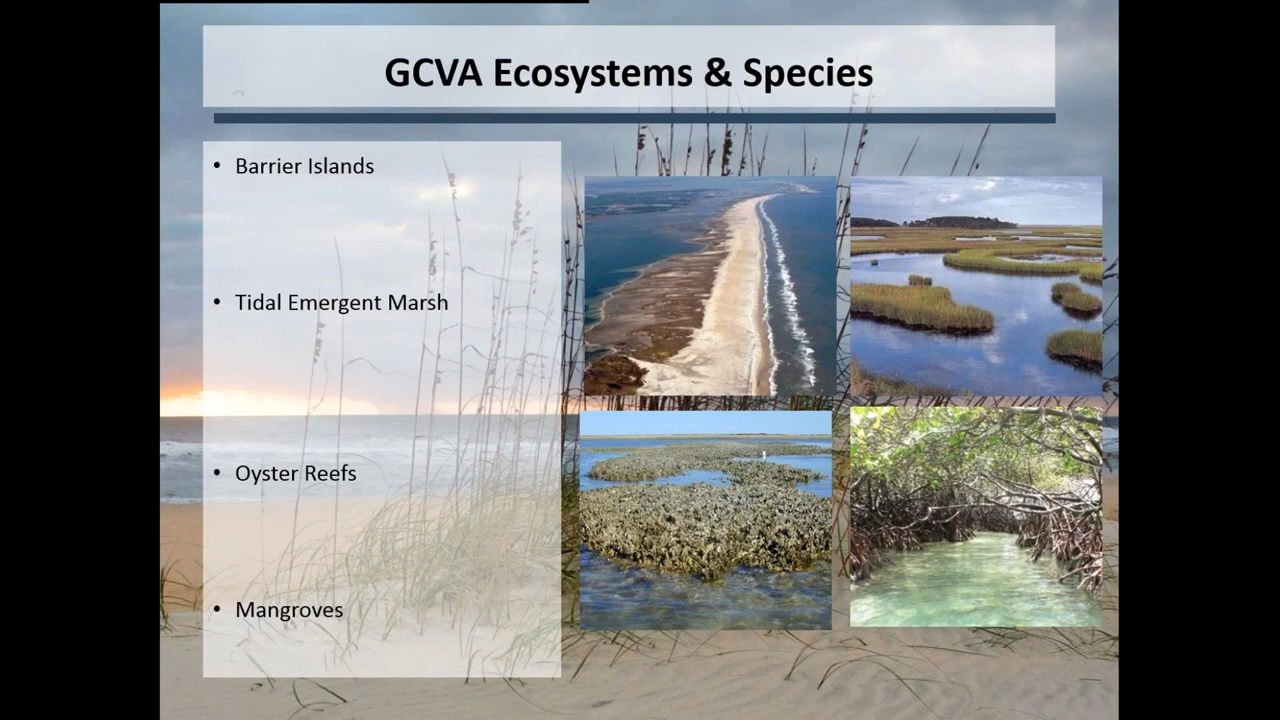 GCVA Ecosystems & Species
• Barrier Islands
• Tidal Emergent Marsh
• Oyster Reefs
• Mangroves